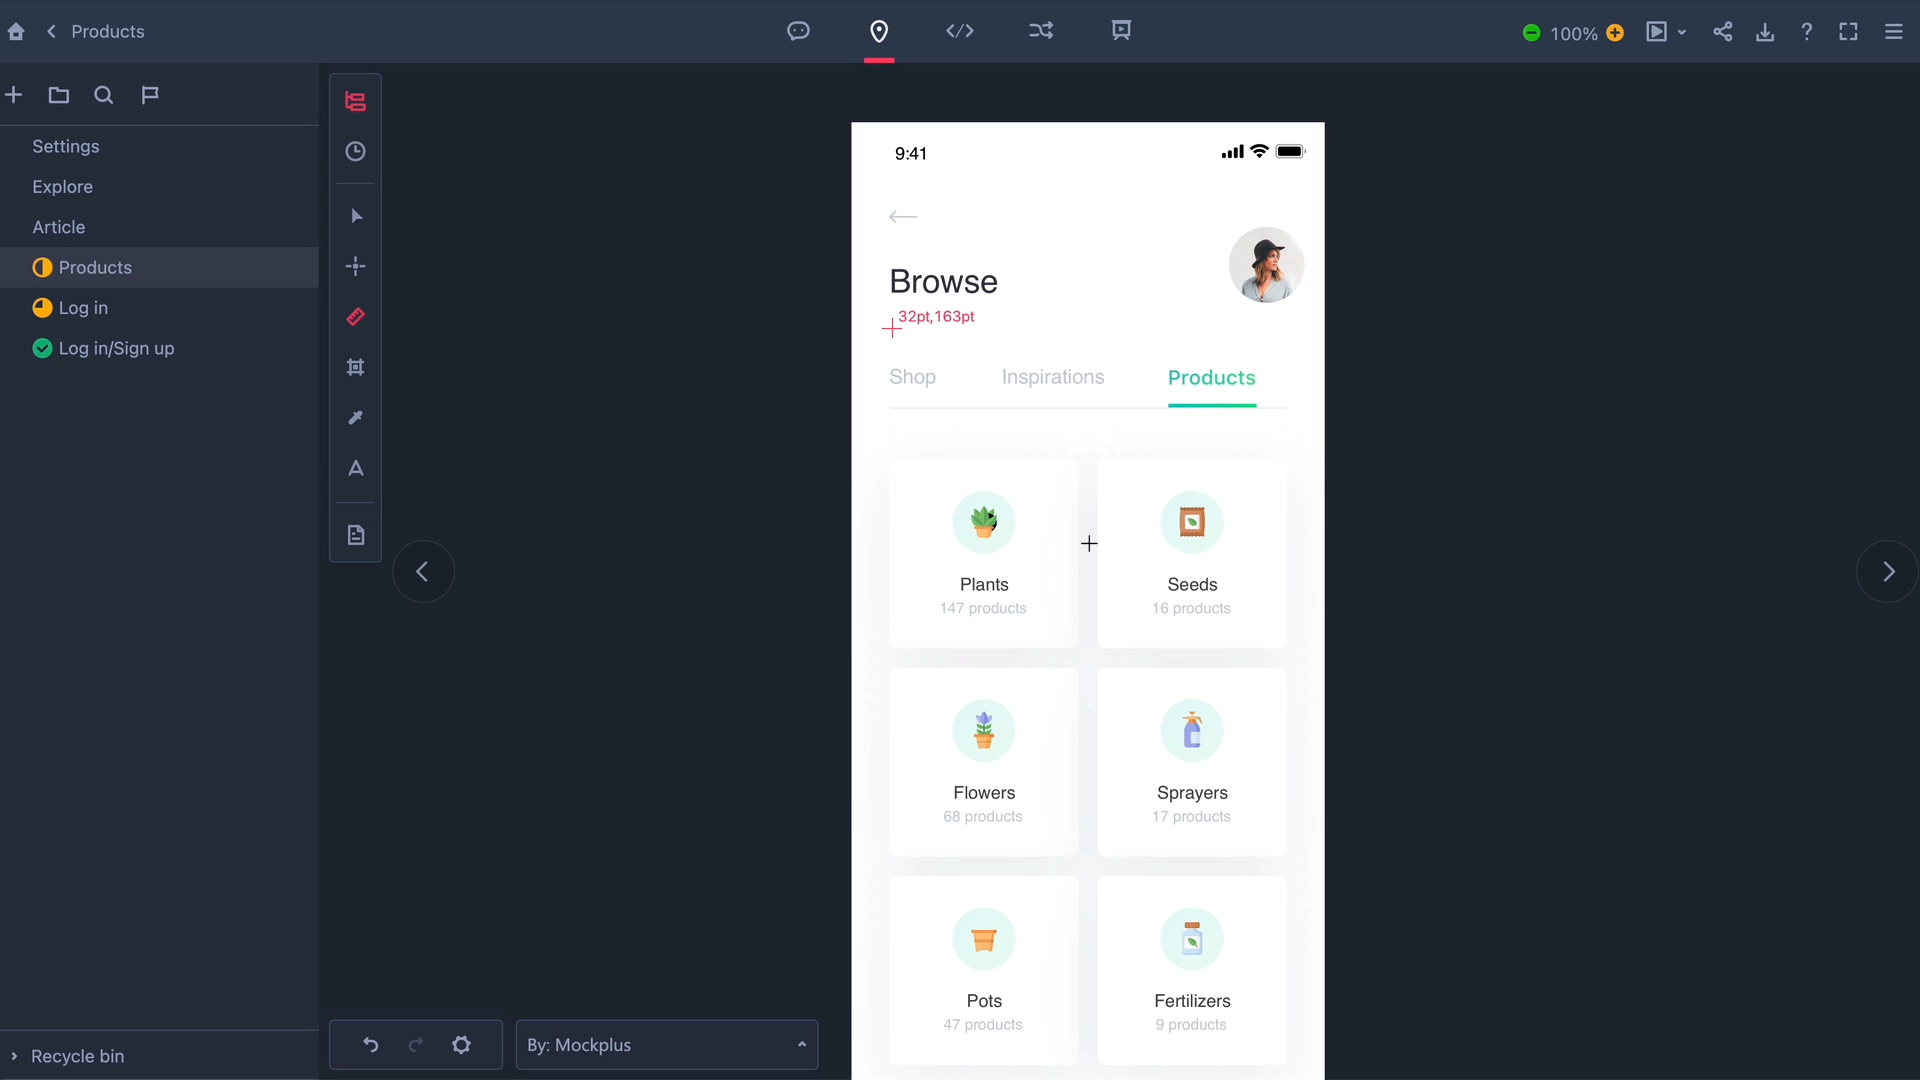 Products
100%
Settings
Explore
Article
Products
Log in
Log in/Sign up
9:41
Browse
32pt,163pt
Shop Inspirations Products
Plants
147 products
Seeds
16 products
Flowers
68 products
Sprayers
17 products
Pots
47 products
Fertilizers
9 products
By: Mockplus
Recycle bin